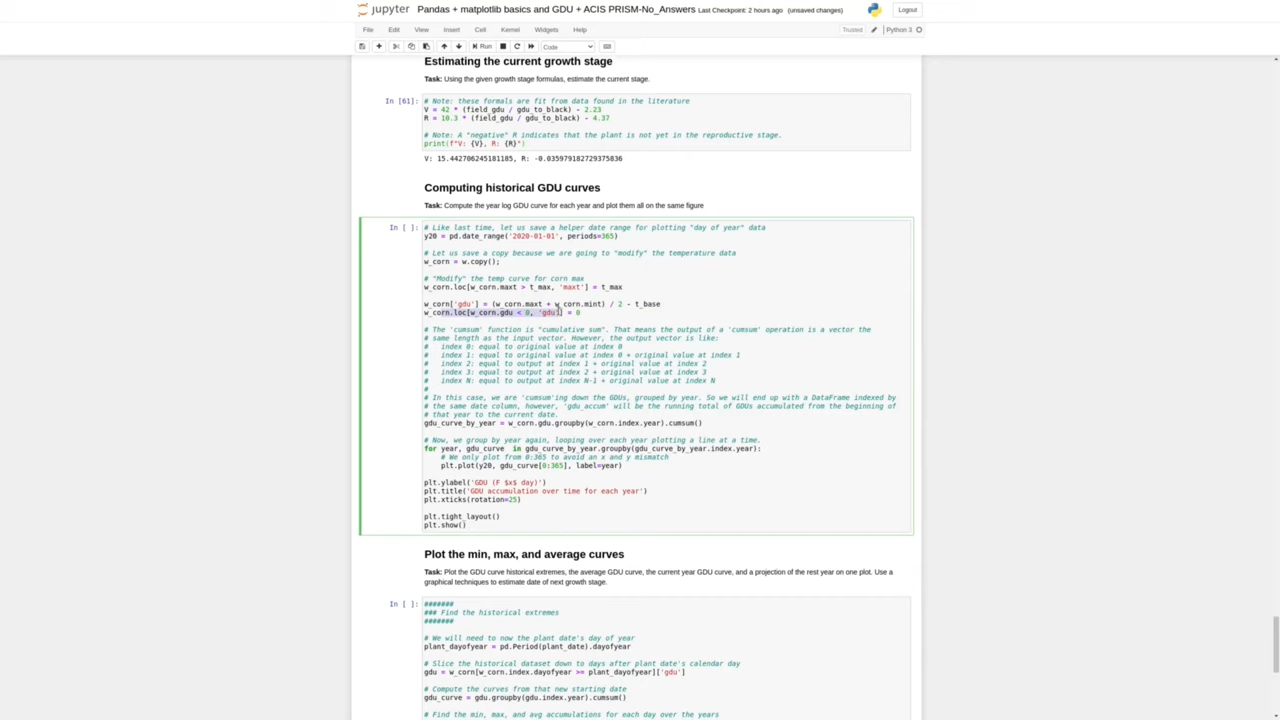 jupyter Pandas + matplotlib basics and GDU + ACIS PRISM-No_Answers Last Checkpoint: 2 hours ago (unsaved changes) Logout
File Edit View Insert Cell Kernel Widgets Help Trusted Python 3
Run Code
Estimating the current growth stage
Task: Using the given growth stage formulas, estimate the current stage.
In [61]: # Note: these formals are fit from data found in the literature
V = 42 * (field_gdu / gdu_to_black) - 2.23
R = 10.3 * (field_gdu / gdu_to_black) - 4.37
# Note: A "negative" R indicates that the plant is not yet in the reproductive stage.
print(f"V: {V}, R: {R}")
V: 15.442706245181185, R: -0.035979182729375836
Computing historical GDU curves
Task: Compute the year log GDU curve for each year and plot them all on the same figure
In [ ]: # Like last time, let us save a helper date range for plotting "day of year" data
y20 = pd.date_range('2020-01-01', periods=365)
# Let us save a copy because we are going to "modify" the temperature data
w_corn = w.copy();
# "Modify" the temp curve for corn max
w_corn.loc[w_corn.maxt > t_max, 'maxt'] = t_max
w_corn['gdu'] = (w_corn.maxt + w_corn.mint) / 2 - t_base
w_corn.loc[w_corn.gdu < 0, 'gdu'] = 0
# The 'cumsum' function is "cumulative sum". That means the output of a 'cumsum' operation is a vector the
# same length as the input vector. However, the output vector is like:
# index 0: equal to original value at index 0
# index 1: equal to original value at index 0 + original value at index 1
# index 2: equal to output at index 1 + original value at index 2
# index 3: equal to output at index 2 + original value at index 3
# index N: equal to output at index N-1 + original value at index N
#
# In this case, we are 'cumsum'ing down the GDUs, grouped by year. So we will end up with a DataFrame indexed by
# the same date column, however, 'gdu_accum' will be the running total of GDUs accumulated from the beginning of
# that year to the current date.
gdu_curve_by_year = w_corn.gdu.groupby(w_corn.index.year).cumsum()
# Now, we group by year again, looping over each year plotting a line at a time.
for year, gdu_curve in gdu_curve_by_year.groupby(gdu_curve_by_year.index.year):
# We only plot from 0:365 to avoid an x and y mismatch
plt.plot(y20, gdu_curve[0:365], label=year)
plt.ylabel('GDU (F $x$ day)')
plt.title('GDU accumulation over time for each year')
plt.xticks(rotation=25)
plt.tight_layout()
plt.show()
Plot the min, max, and average curves
Task: Plot the GDU curve historical extremes, the average GDU curve, the current year GDU curve, and a projection of the rest year on one plot. Use a
graphical techniques to estimate date of next growth stage.
In [ ]: #######
### Find the historical extremes
#######
# We will need to now the plant date's day of year
plant_dayofyear = pd.Period(plant_date).dayofyear
# Slice the historical dataset down to days after plant date's calendar day
gdu = w_corn[w_corn.index.dayofyear >= plant_dayofyear]['gdu']
# Compute the curves from that new starting date
gdu_curve = gdu.groupby(gdu.index.year).cumsum()
# Find the min, max, and avg accumulations for each day over the years